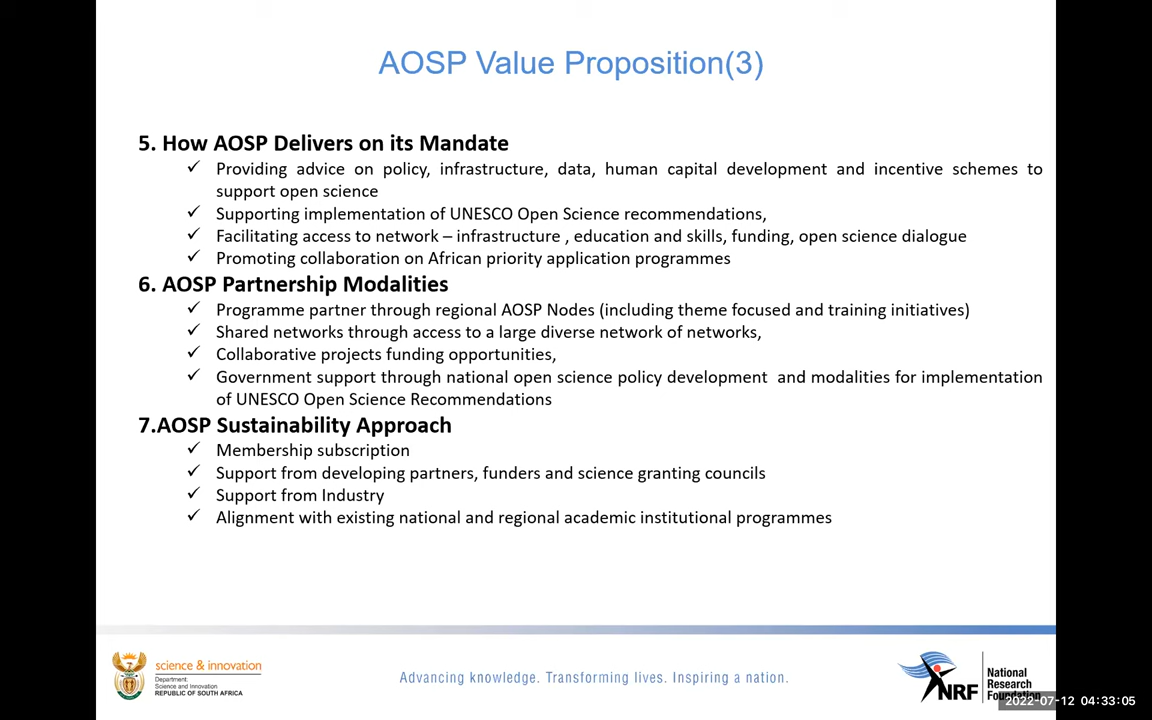 AOSP Value Proposition(3)
5. How AOSP Delivers on its Mandate
✓ Providing advice on policy, infrastructure, data, human capital development and incentive schemes to
support open science
✓ Supporting implementation of UNESCO Open Science recommendations,
✓ Facilitating access to network – infrastructure , education and skills, funding, open science dialogue
✓ Promoting collaboration on African priority application programmes
6. AOSP Partnership Modalities
✓ Programme partner through regional AOSP Nodes (including theme focused and training initiatives)
✓ Shared networks through access to a large diverse network of networks,
✓ Collaborative projects funding opportunities,
✓ Government support through national open science policy development  and modalities for implementation
of UNESCO Open Science Recommendations
7.AOSP Sustainability Approach
✓ Membership subscription
✓ Support from developing partners, funders and science granting councils
✓ Support from Industry
✓ Alignment with existing national and regional academic institutional programmes
science & innovation
Department:
Science and Innovation
REPUBLIC OF SOUTH AFRICA
Advancing knowledge. Transforming lives. Inspiring a nation.
NRF
National
Research
Foundation
2022-07-12 04:33:05